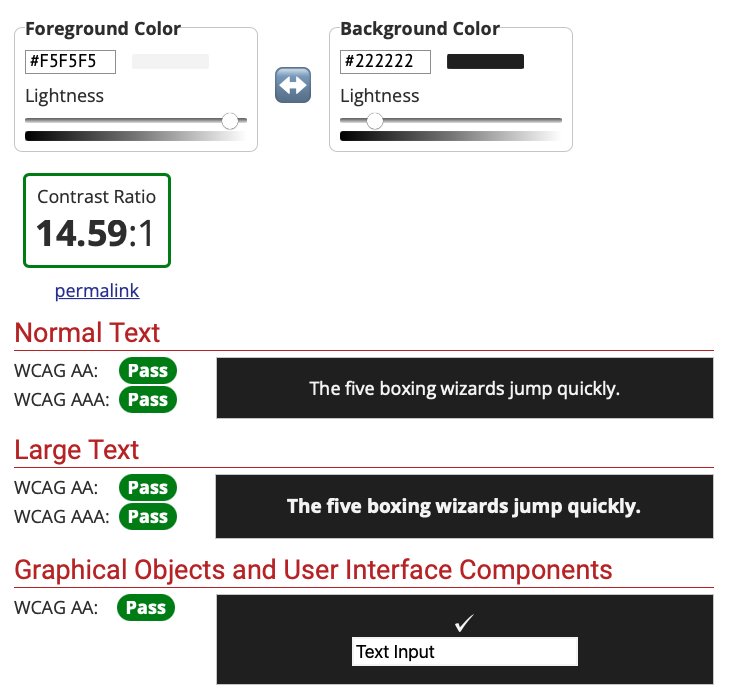 Foreground Color
#F5F5F5
Lightness
Background Color
#222222
Lightness
Contrast Ratio
14.59:1
permalink
Normal Text
WCAG AA: Pass
WCAG AAA: Pass
The five boxing wizards jump quickly.
Large Text
WCAG AA: Pass
WCAG AAA: Pass
The five boxing wizards jump quickly.
Graphical Objects and User Interface Components
WCAG AA: Pass
Text Input